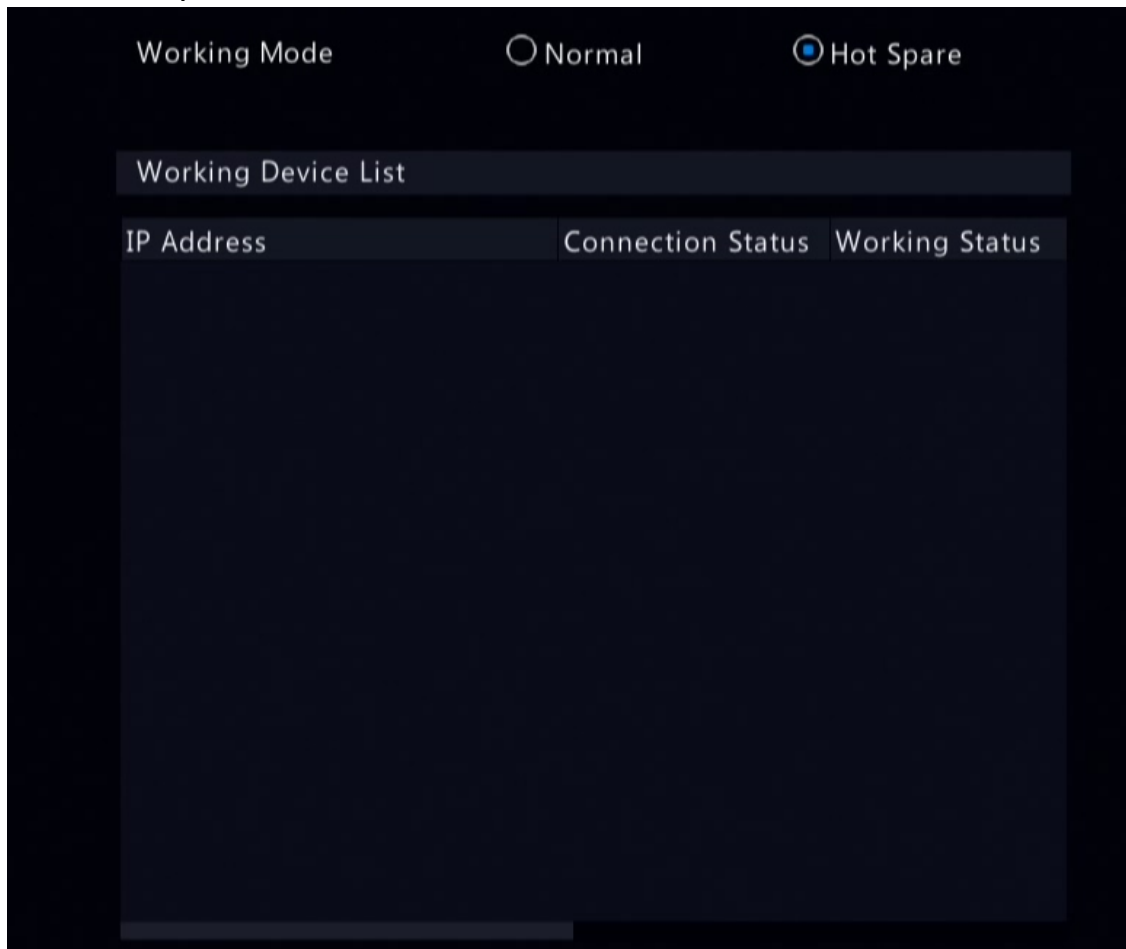 Working Mode Normal Hot Spare
Working Device List
IP Address Connection Status Working Status